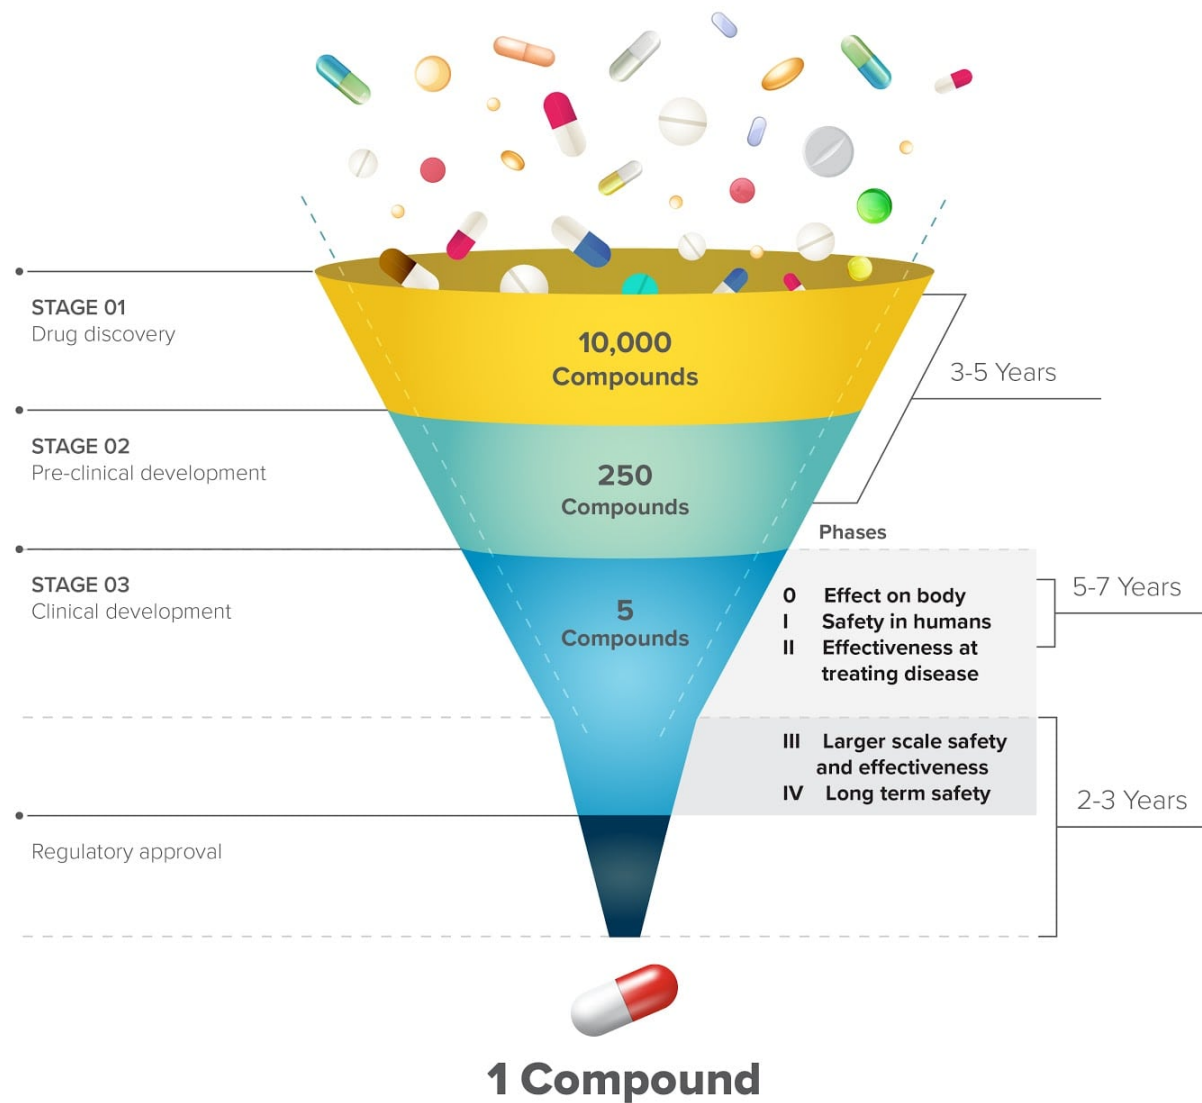 STAGE 01
Drug discovery
10,000
Compounds
3-5 Years
STAGE 02
Pre-clinical development
250
Compounds
Phases
STAGE 03
Clinical development
5
Compounds
0 Effect on body
I Safety in humans
II Effectiveness at
treating disease
5-7 Years
III Larger scale safety
and effectiveness
IV Long term safety
2-3 Years
Regulatory approval
1 Compound